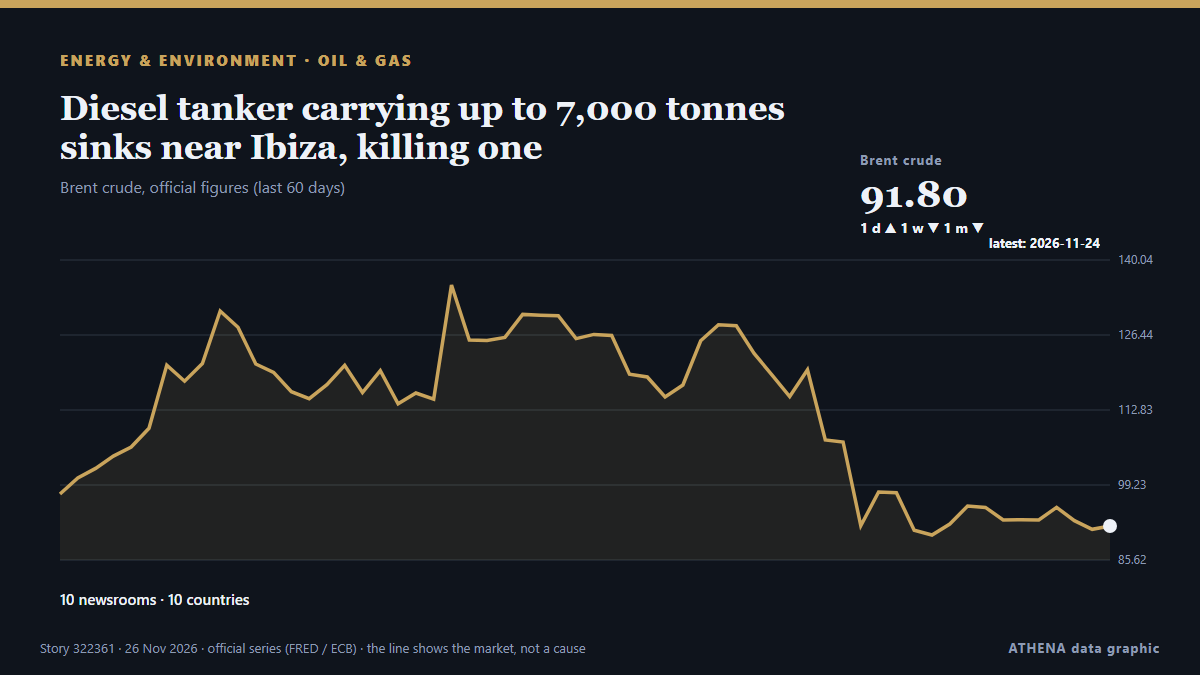 ENERGY & ENVIRONMENT · OIL & GAS
Diesel tanker carrying up to 7,000 tonnes
sinks near Ibiza, killing one
Brent crude, official figures (last 60 days)
Brent crude
91.80
1 d ▲ 1 w ▼ 1 m ▼
latest: 2026-11-24
140.04
126.44
112.83
99.23
85.62
10 newsrooms · 10 countries
Story 322361 · 26 Nov 2026 · official series (FRED / ECB) · the line shows the market, not a cause
ATHENA data graphic